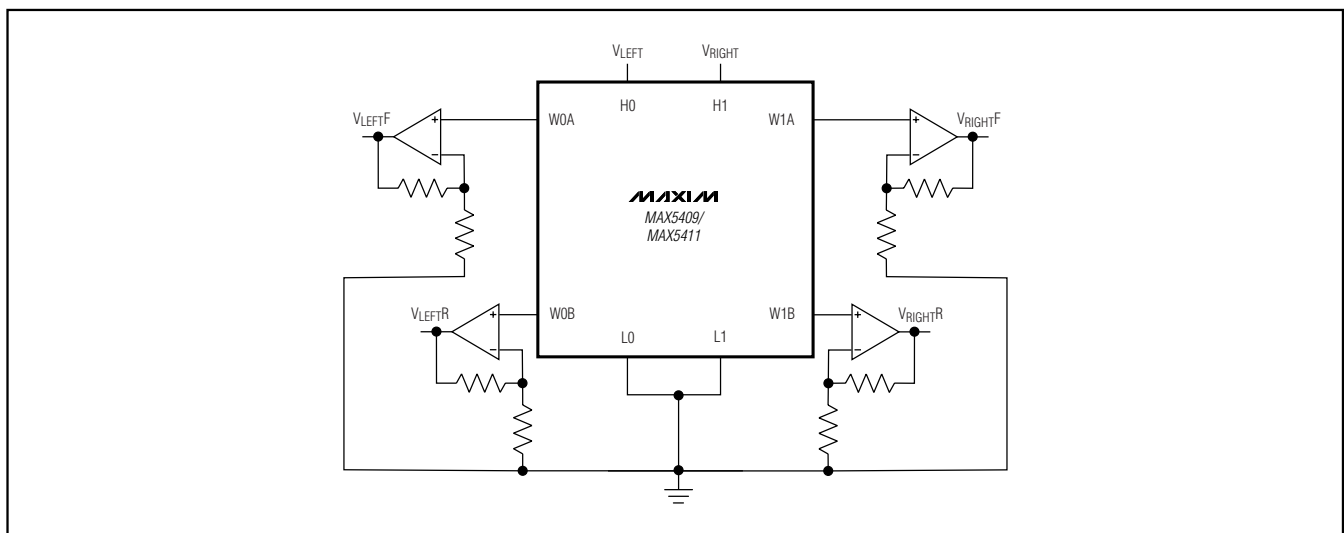 VLEFT VRIGHT
H0 H1
VLEFTF + W0A W1A + VRIGHTF
− −
MAXIM
MAX5409/
MAX5411
VLEFTR + W0B W1B + VRIGHTR
− −
L0 L1